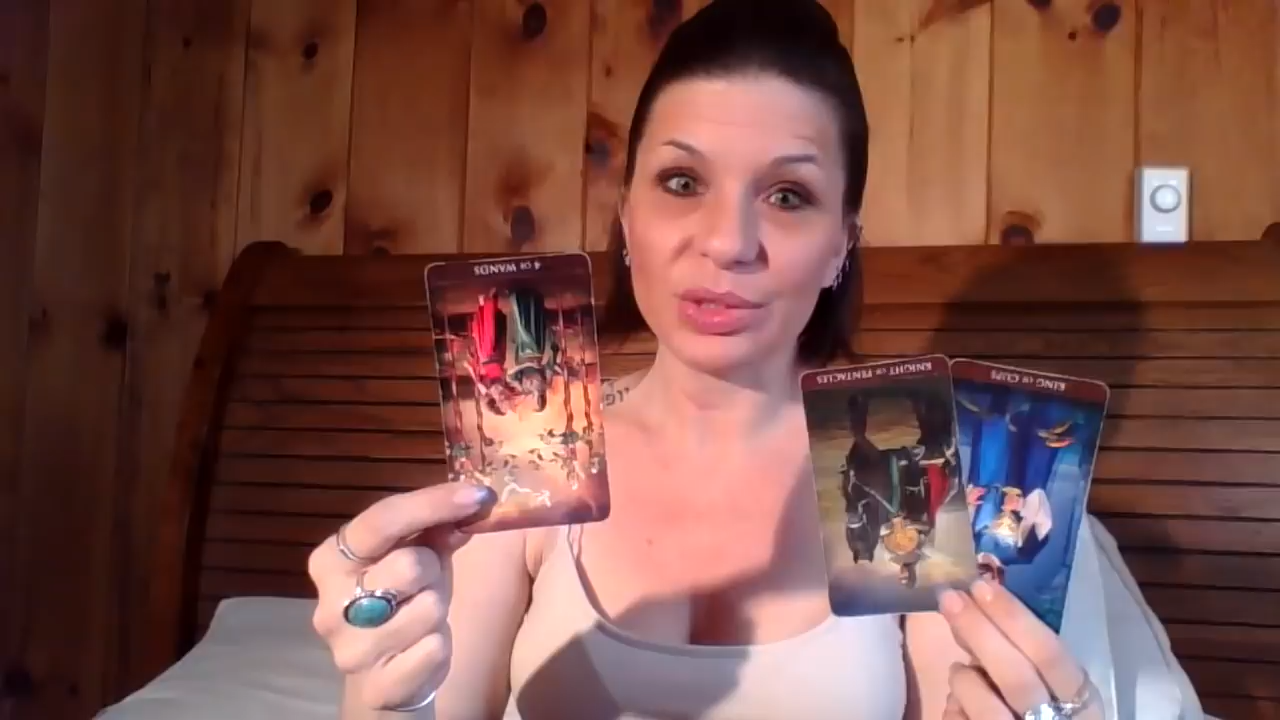 4 OF WANDS
KNIGHT OF PENTACLES
KING OF CUPS